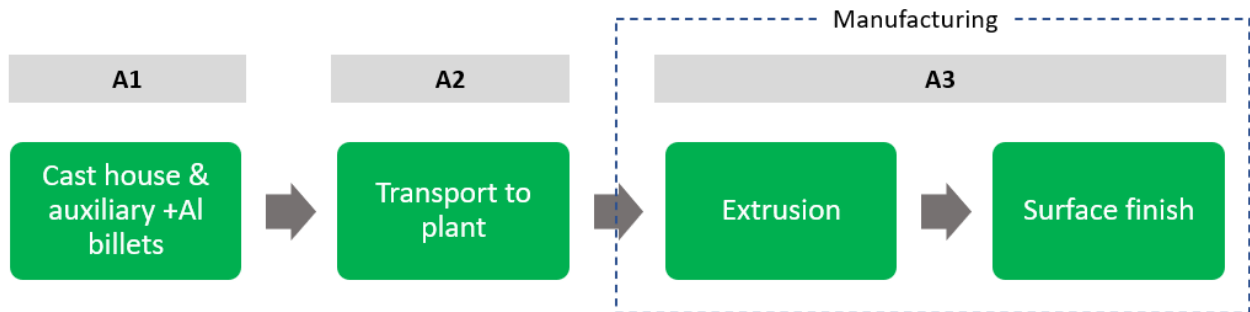 Manufacturing
A1
A2
A3
Cast house &
auxiliary +Al
billets
Transport to
plant
Extrusion
Surface finish